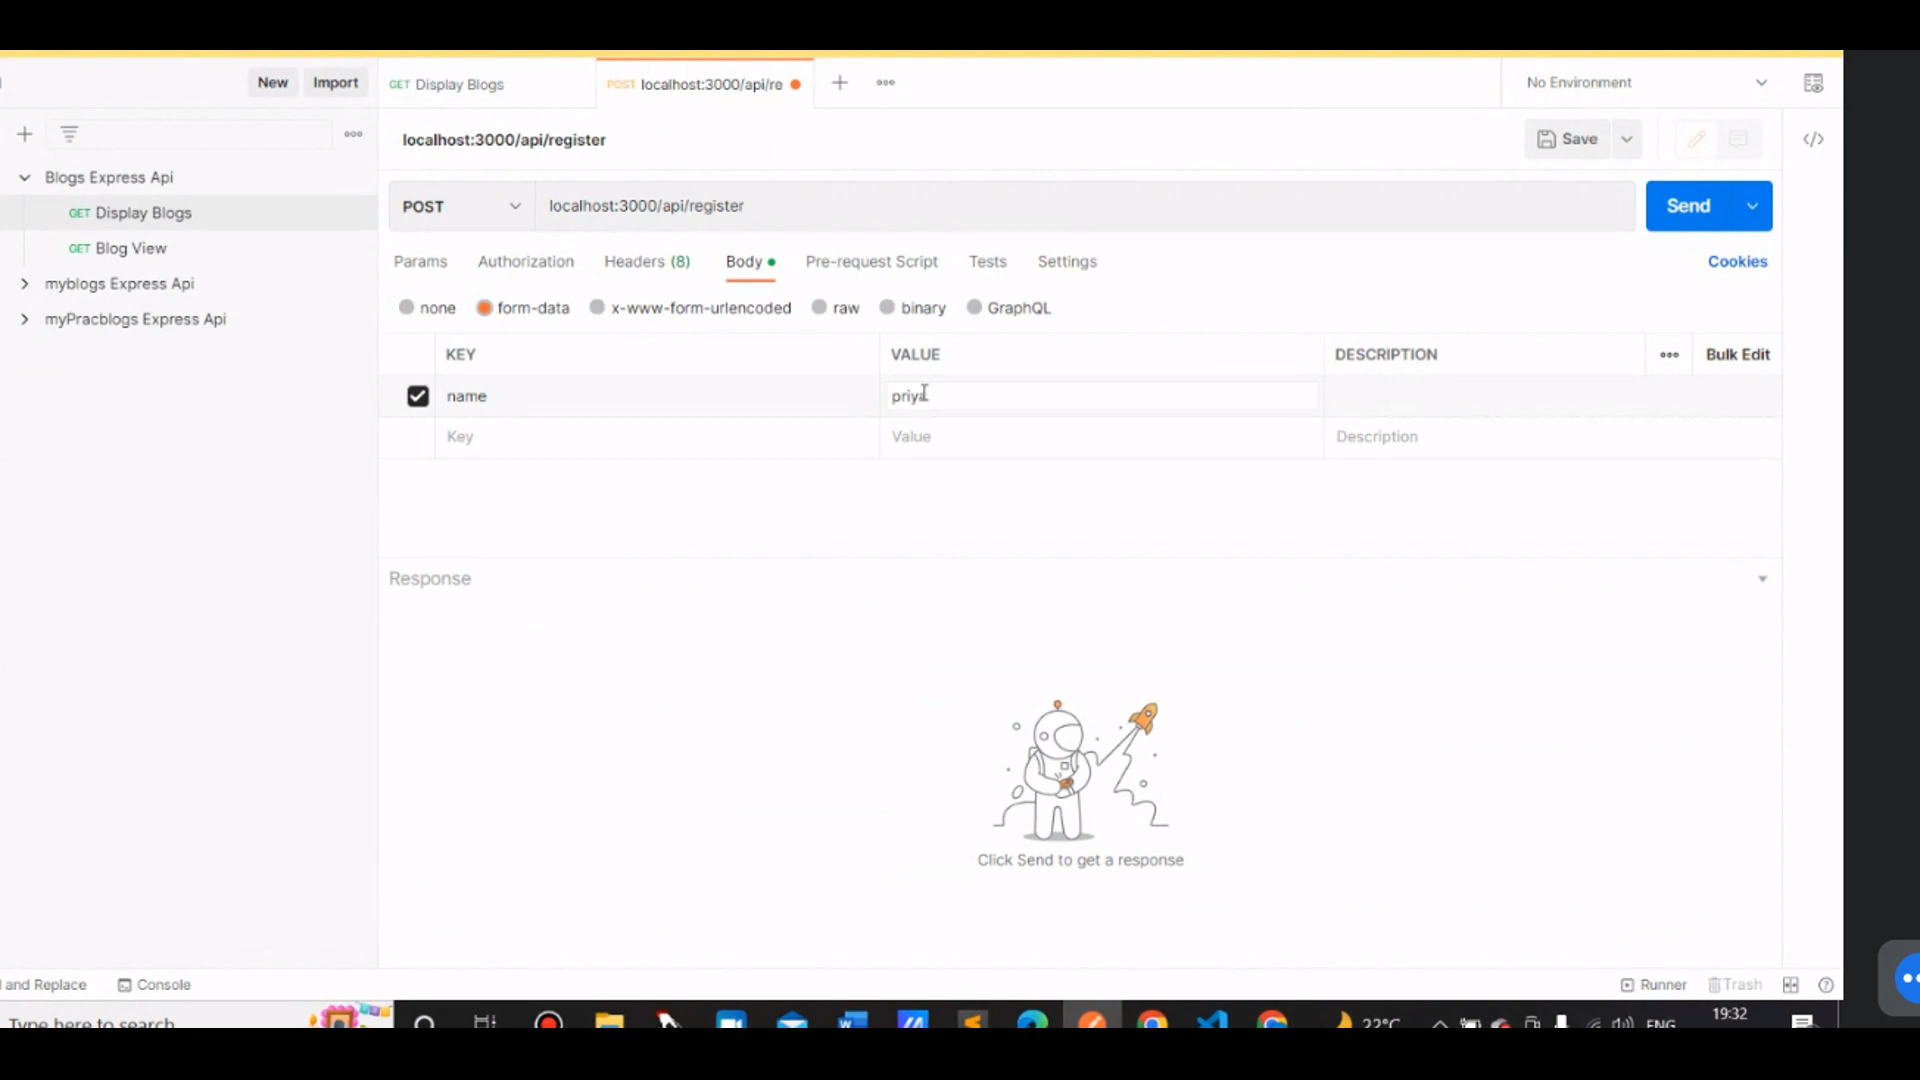 New Import GET Display Blogs POST localhost:3000/api/re No Environment
localhost:3000/api/register Save
Blogs Express Api
GET Display Blogs
GET Blog View
myblogs Express Api
myPracblogs Express Api
POST localhost:3000/api/register Send
Params Authorization Headers (8) Body Pre-request Script Tests Settings Cookies
none form-data x-www-form-urlencoded raw binary GraphQL
KEY VALUE DESCRIPTION Bulk Edit
name priya
Key Value Description
Response
Click Send to get a response
and Replace Console Runner Trash
Type here to search 22°C ENG 19:32